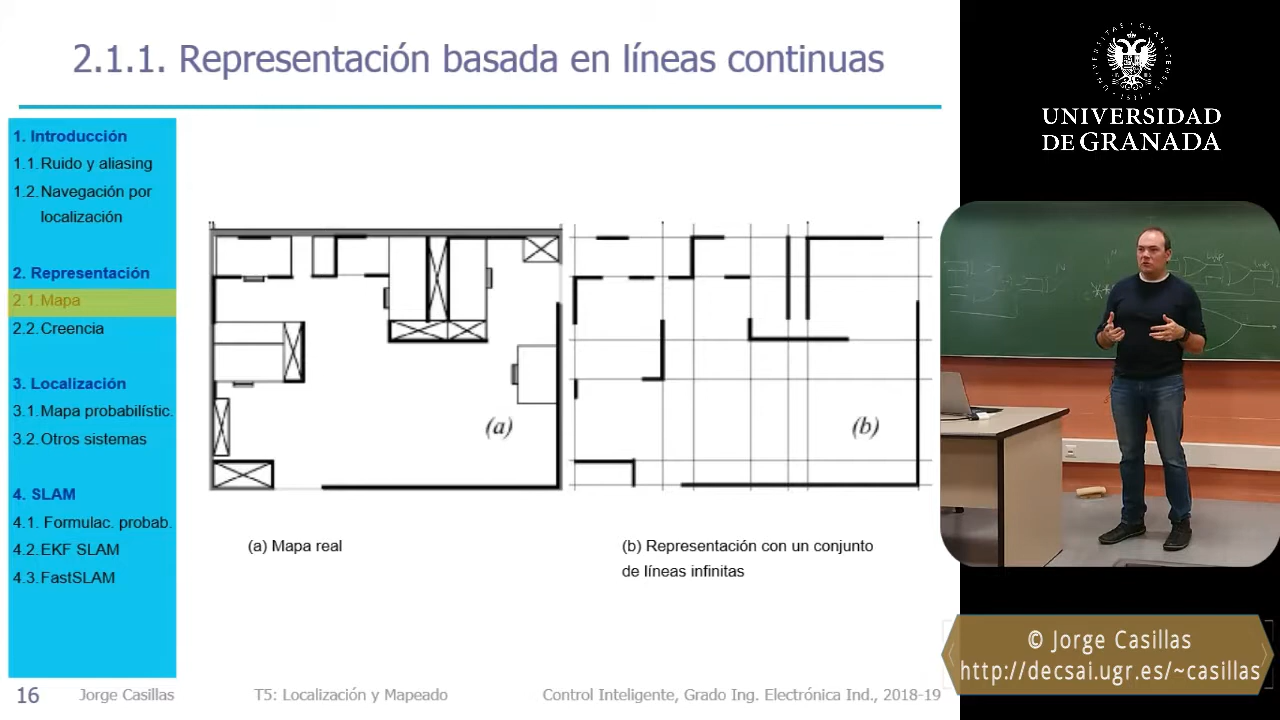 2.1.1. Representación basada en líneas continuas
1. Introducción
1.1. Ruido y aliasing
1.2. Navegación por
localización
2. Representación
2.1. Mapa
2.2. Creencia
3. Localización
3.1. Mapa probabilístic.
3.2. Otros sistemas
4. SLAM
4.1. Formulac. probab.
4.2. EKF SLAM
4.3. FastSLAM
(a)
(b)
(a) Mapa real
(b) Representación con un conjunto
de líneas infinitas
16
Jorge Casillas
T5: Localización y Mapeado
Control Inteligente, Grado Ing. Electrónica Ind., 2018-19
UNIVERSIDAD
DE GRANADA
© Jorge Casillas
http://decsai.ugr.es/~casillas